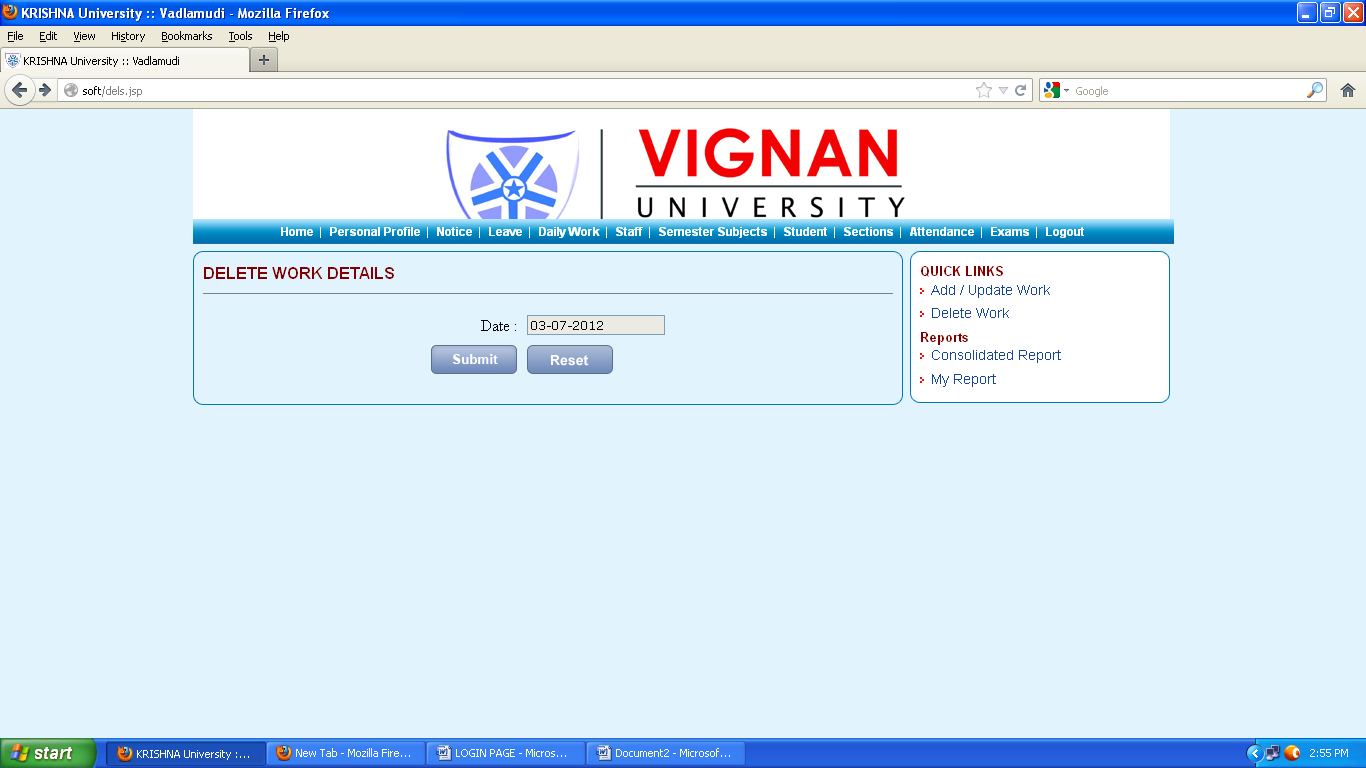 KRISHNA University :: Vadlamudi - Mozilla Firefox
File Edit View History Bookmarks Tools Help
KRISHNA University :: Vadlamudi
soft/dels.jsp
Google
VIGNAN
UNIVERSITY
Home | Personal Profile | Notice | Leave | Daily Work | Staff | Semester Subjects | Student | Sections | Attendance | Exams | Logout
DELETE WORK DETAILS
Date : 03-07-2012
Submit Reset
QUICK LINKS
Add / Update Work
Delete Work
Reports
Consolidated Report
My Report
start KRISHNA University :... New Tab - Mozilla Fire... LOGIN PAGE - Micros... Document2 - Microsof... 2:55 PM